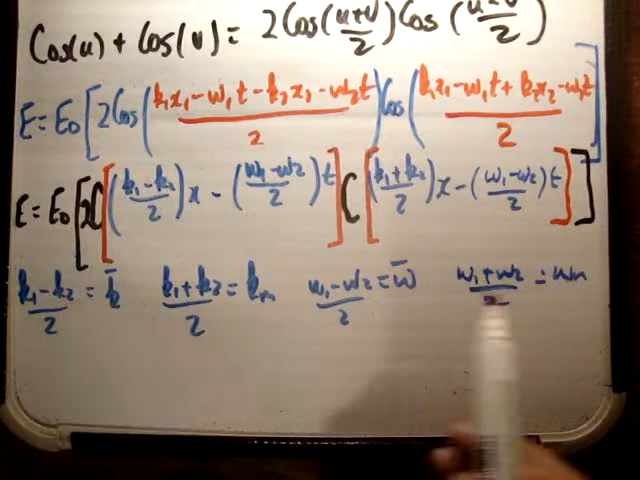 Cos(u) + Cos(v) = 2Cos(u+v/2)Cos(u-v/2)
E = E0[2Cos(k1x1-w1t-k2x2-w2t/2)Cos(k1x1-w1t+k2x2-w2t/2)]
E = E0[2C[(k1-k2/2)x - (w1-w2/2)t]C[(k1+k2/2)x - (w1-w2/2)t]]
k1-k2/2 = k̄ k1+k2/2 = km w1-w2/2 = w̄ w1+w2/2 = wm